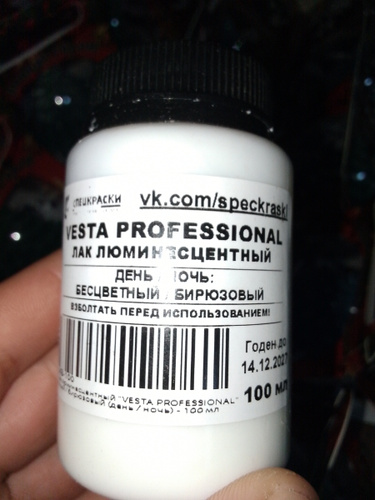 СПЕЦКРАСКИ vk.com/speckraski
VESTA PROFESSIONAL
ЛАК ЛЮМИНЕСЦЕНТНЫЙ
ДЕНЬ / НОЧЬ:
БЕСЦВЕТНЫЙ / БИРЮЗОВЫЙ
ВЗБОЛТАТЬ ПЕРЕД ИСПОЛЬЗОВАНИЕМ!
Годен до
14.12.2027
100 мл
"VESTA PROFESSIONAL"
(день / ночь) - 100 мл